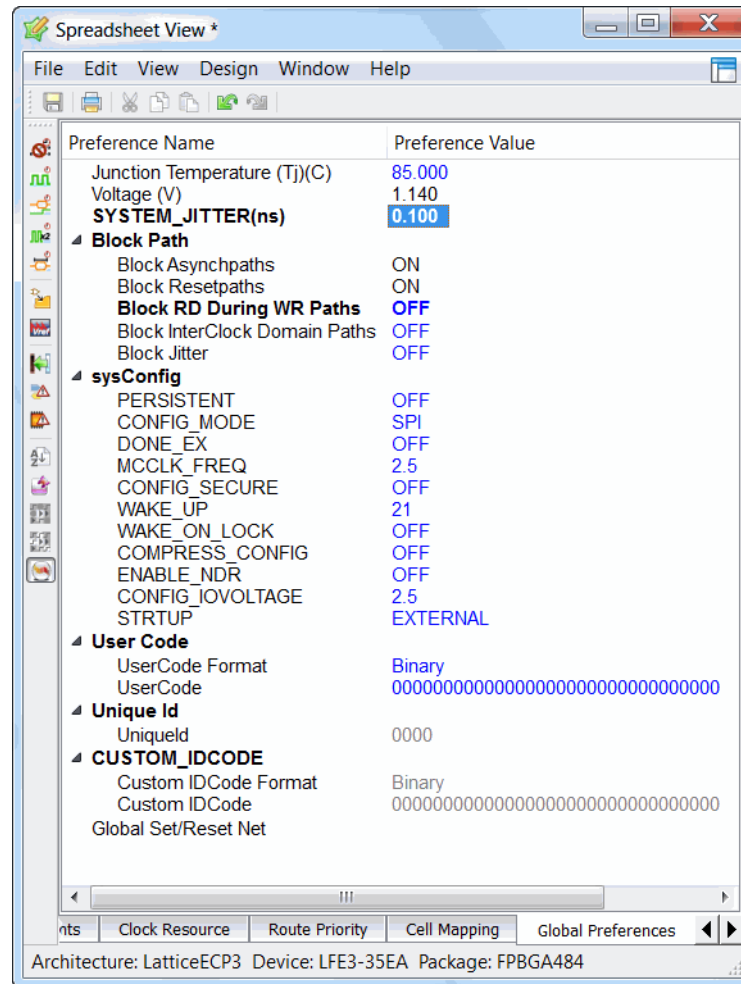 Spreadsheet View *
File Edit View Design Window Help
Preference Name Preference Value
Junction Temperature (Tj)(C) 85.000
Voltage (V) 1.140
SYSTEM_JITTER(ns) 0.100
Block Path
Block Asynchpaths ON
Block Resetpaths ON
Block RD During WR Paths OFF
Block InterClock Domain Paths OFF
Block Jitter OFF
sysConfig
PERSISTENT OFF
CONFIG_MODE SPI
DONE_EX OFF
MCCLK_FREQ 2.5
CONFIG_SECURE OFF
WAKE_UP 21
WAKE_ON_LOCK OFF
COMPRESS_CONFIG OFF
ENABLE_NDR OFF
CONFIG_IOVOLTAGE 2.5
STRTUP EXTERNAL
User Code
UserCode Format Binary
UserCode 00000000000000000000000000000000
Unique Id
UniqueId 0000
CUSTOM_IDCODE
Custom IDCode Format Binary
Custom IDCode 00000000000000000000000000000000
Global Set/Reset Net
nts Clock Resource Route Priority Cell Mapping Global Preferences
Architecture: LatticeECP3 Device: LFE3-35EA Package: FPBGA484